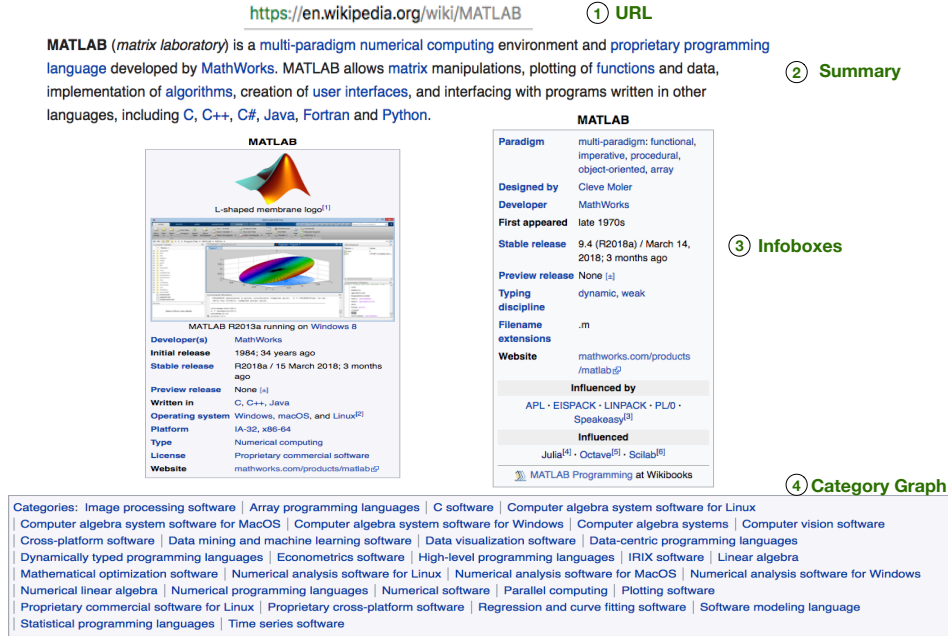 https://en.wikipedia.org/wiki/MATLAB
1 URL
MATLAB (matrix laboratory) is a multi-paradigm numerical computing environment and proprietary programming
language developed by MathWorks. MATLAB allows matrix manipulations, plotting of functions and data,
implementation of algorithms, creation of user interfaces, and interfacing with programs written in other
languages, including C, C++, C#, Java, Fortran and Python.
2 Summary
MATLAB
L-shaped membrane logo[1]
MATLAB R2013a running on Windows 8
Developer(s) MathWorks
Initial release 1984; 34 years ago
Stable release R2018a / 15 March 2018; 3 months
ago
Preview release None [±]
Written in C, C++, Java
Operating system Windows, macOS, and Linux[2]
Platform IA-32, x86-64
Type Numerical computing
License Proprietary commercial software
Website mathworks.com/products/matlab
MATLAB
Paradigm multi-paradigm: functional,
imperative, procedural,
object-oriented, array
Designed by Cleve Moler
Developer MathWorks
First appeared late 1970s
Stable release 9.4 (R2018a) / March 14,
2018; 3 months ago
Preview release None [±]
Typing dynamic, weak
discipline
Filename .m
extensions
Website mathworks.com/products
/matlab
Influenced by
APL · EISPACK · LINPACK · PL/0 ·
Speakeasy[3]
Influenced
Julia[4] · Octave[5] · Scilab[6]
MATLAB Programming at Wikibooks
3 Infoboxes
4 Category Graph
Categories: Image processing software | Array programming languages | C software | Computer algebra system software for Linux
| Computer algebra system software for MacOS | Computer algebra system software for Windows | Computer algebra systems | Computer vision software
| Cross-platform software | Data mining and machine learning software | Data visualization software | Data-centric programming languages
| Dynamically typed programming languages | Econometrics software | High-level programming languages | IRIX software | Linear algebra
| Mathematical optimization software | Numerical analysis software for Linux | Numerical analysis software for MacOS | Numerical analysis software for Windows
| Numerical linear algebra | Numerical programming languages | Numerical software | Parallel computing | Plotting software
| Proprietary commercial software for Linux | Proprietary cross-platform software | Regression and curve fitting software | Software modeling language
| Statistical programming languages | Time series software